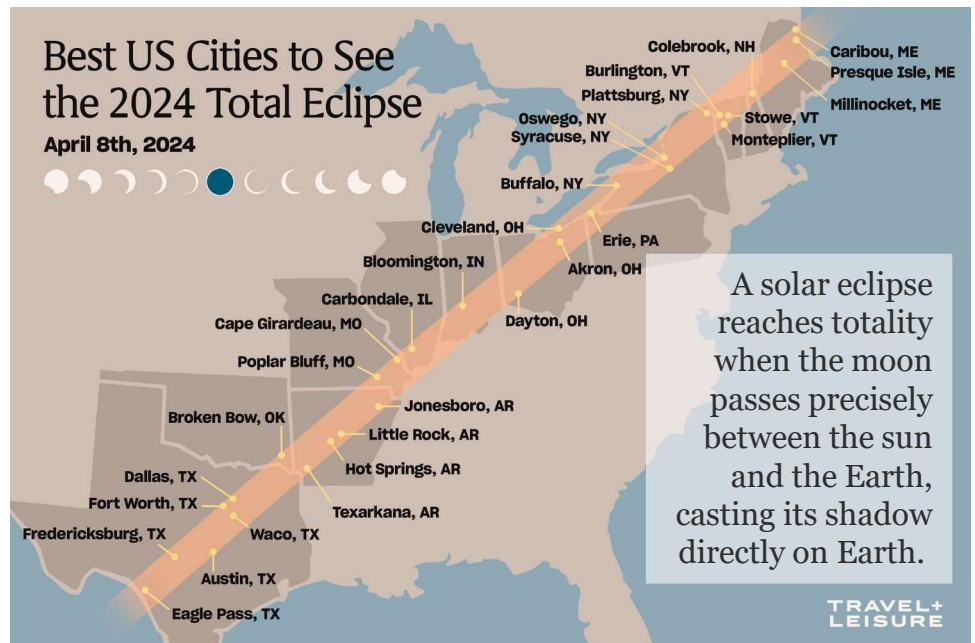 Best US Cities to See
the 2024 Total Eclipse
April 8th, 2024
Colebrook, NH
Caribou, ME
Presque Isle, ME
Burlington, VT
Plattsburg, NY
Millinocket, ME
Oswego, NY
Stowe, VT
Syracuse, NY
Monteplier, VT
Buffalo, NY
Cleveland, OH
Erie, PA
Bloomington, IN
Akron, OH
Carbondale, IL
Cape Girardeau, MO
Dayton, OH
Poplar Bluff, MO
Jonesboro, AR
Broken Bow, OK
Little Rock, AR
Hot Springs, AR
Dallas, TX
Fort Worth, TX
Texarkana, AR
Fredericksburg, TX
Waco, TX
Austin, TX
Eagle Pass, TX
A solar eclipse
reaches totality
when the moon
passes precisely
between the sun
and the Earth,
casting its shadow
directly on Earth.
TRAVEL+
LEISURE